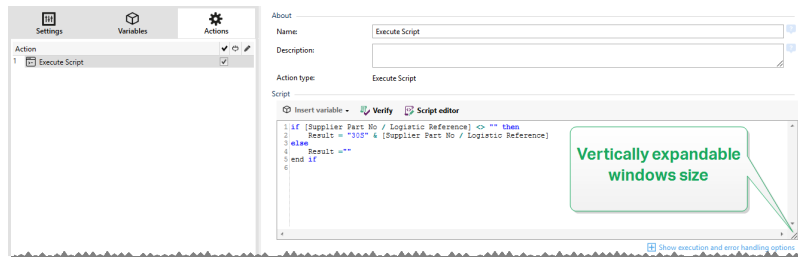 Settings
Variables
Actions
Action
1 Execute Script
About
Name: Execute Script
Description:
Action type: Execute Script
Script
Insert variable Verify Script editor
1 if [Supplier Part No / Logistic Reference] <> "" then
2 Result = "30S" & [Supplier Part No / Logistic Reference]
3 else
4 Result =""
5 end if
6
Vertically expandable
windows size
Show execution and error handling options